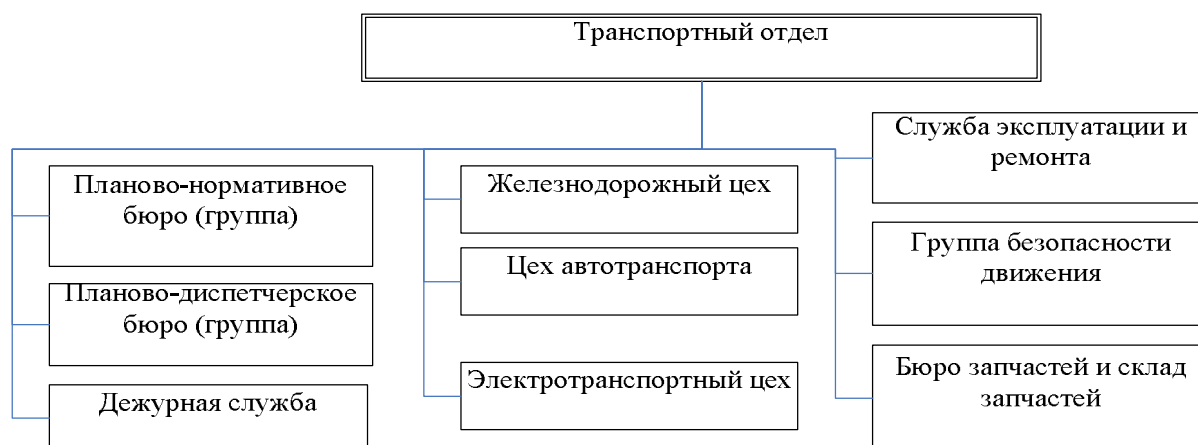 Транспортный отдел
Планово-нормативное
бюро (группа)
Планово-диспетчерское
бюро (группа)
Дежурная служба
Железнодорожный цех
Цех автотранспорта
Электротранспортный цех
Служба эксплуатации и
ремонта
Группа безопасности
движения
Бюро запчастей и склад
запчастей